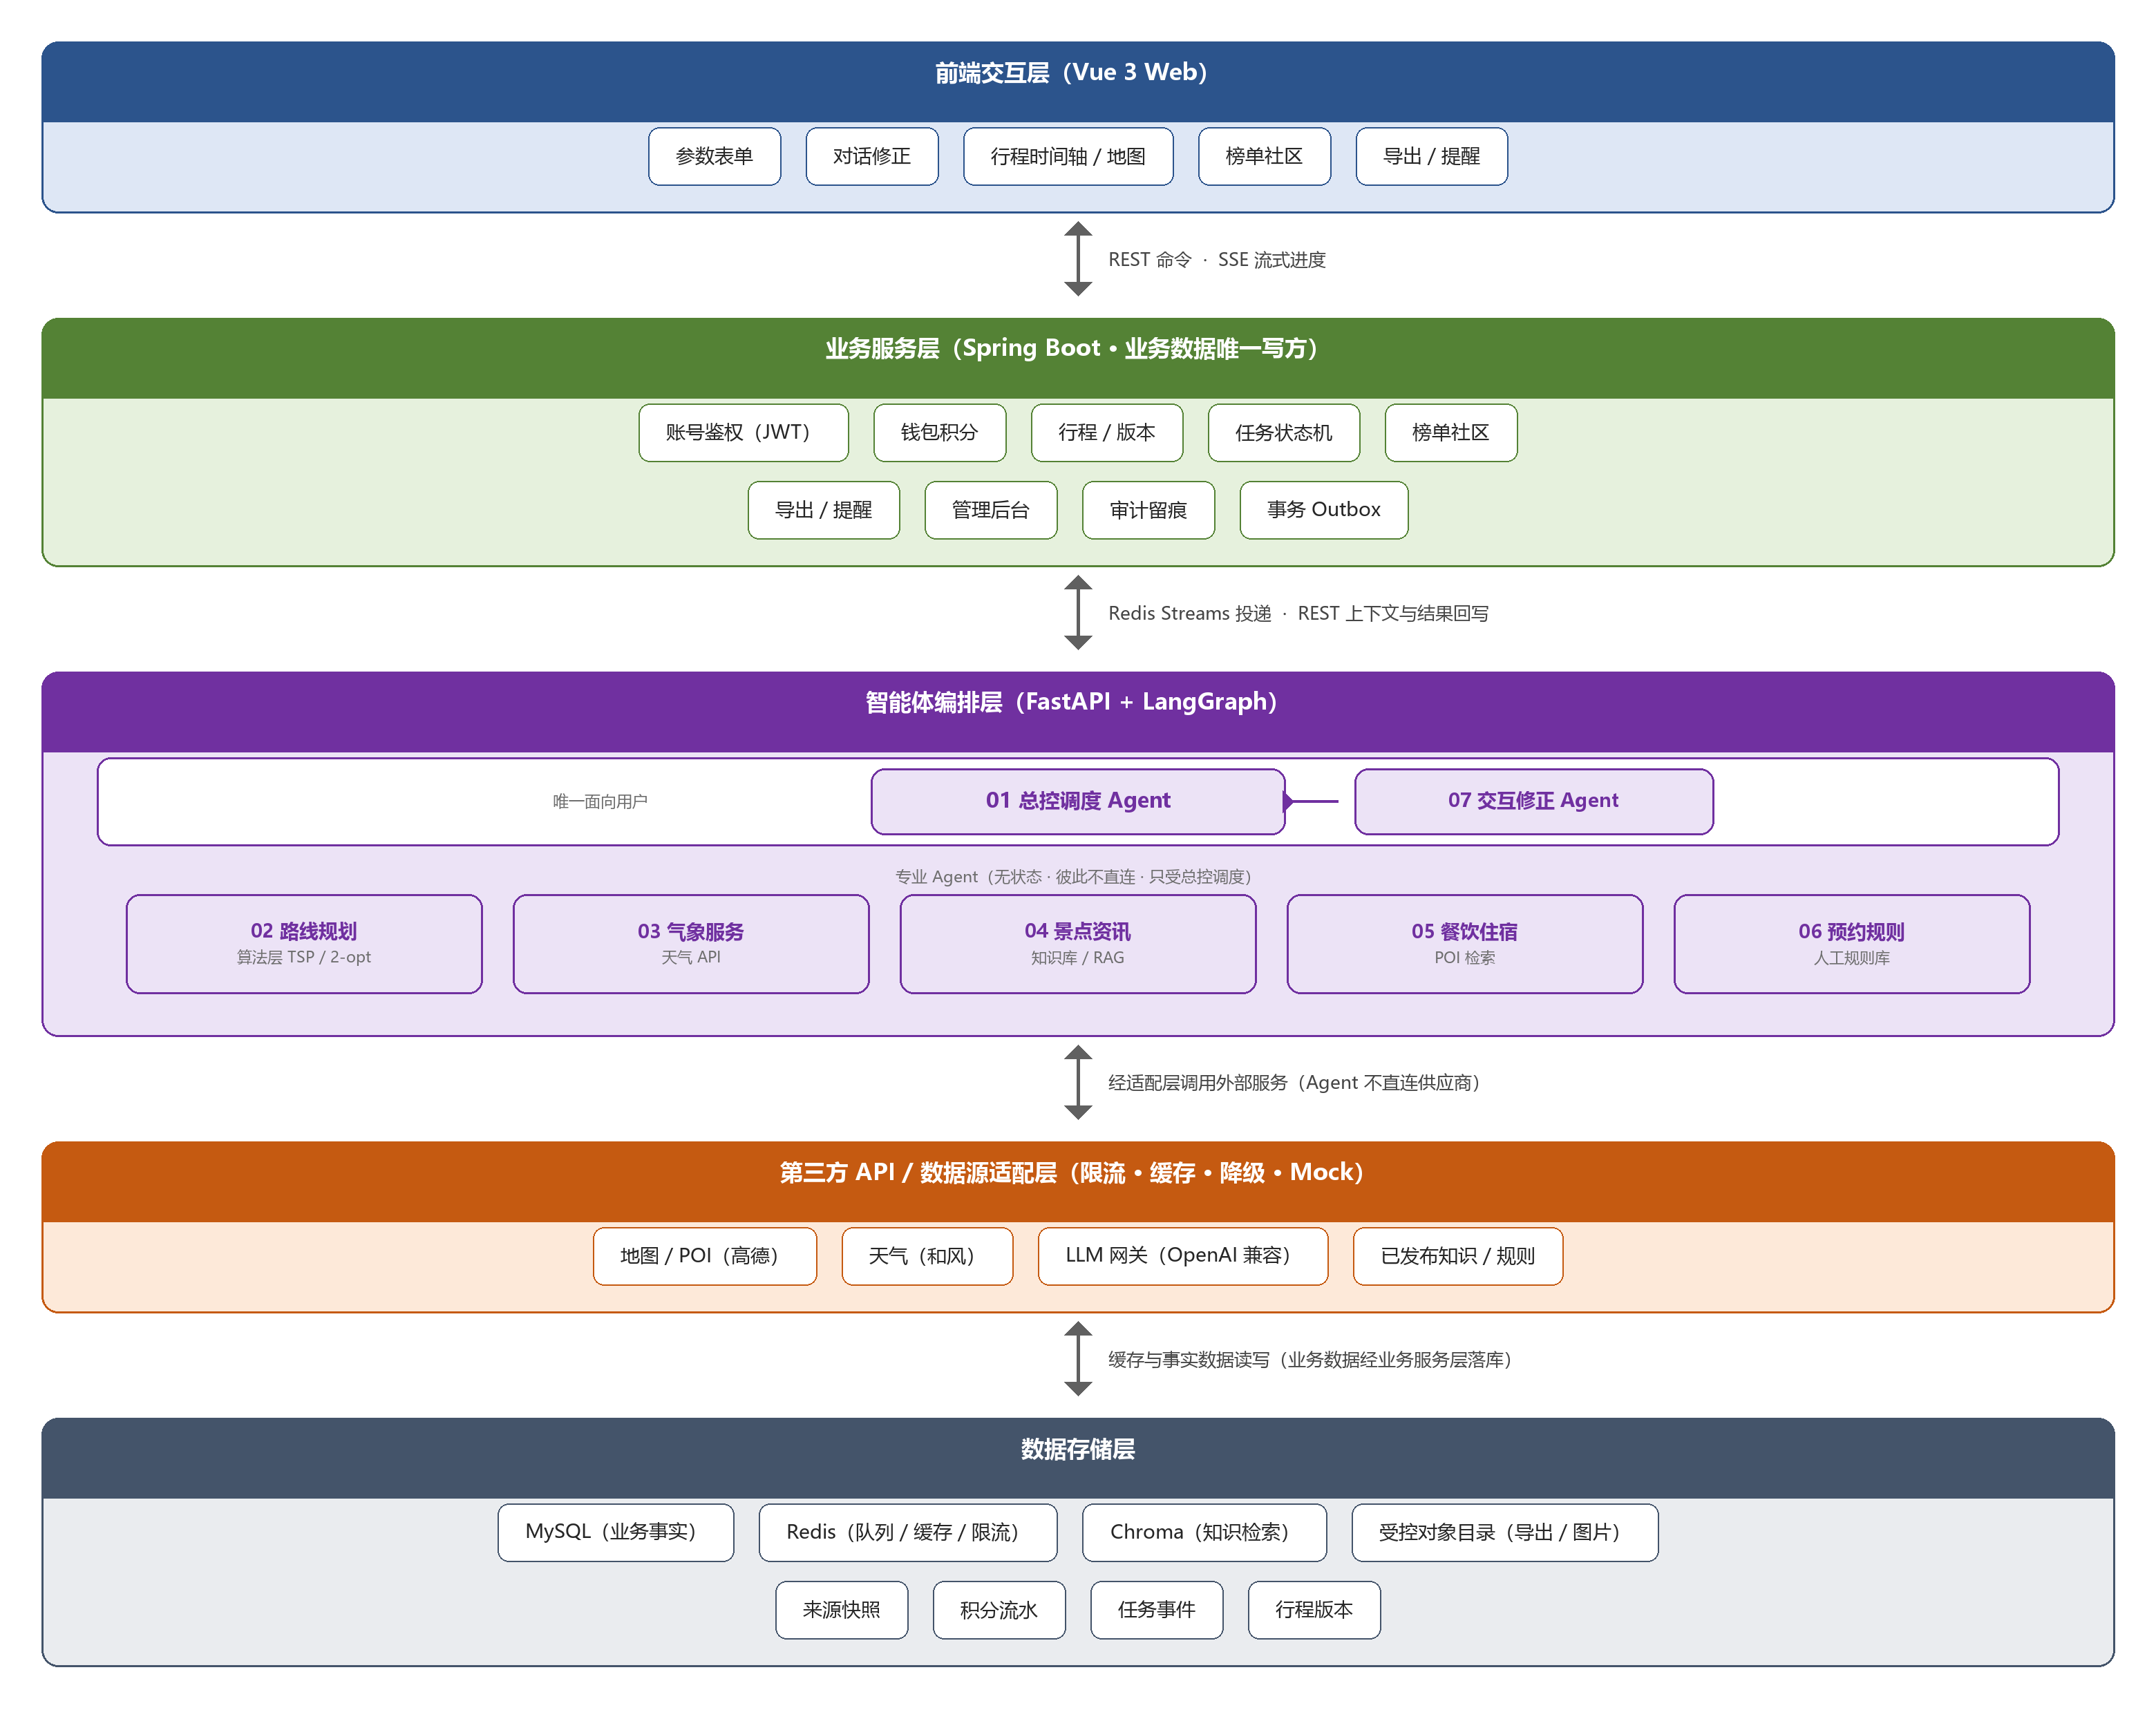 前端交互层（Vue 3 Web）
参数表单
对话修正
行程时间轴 / 地图
榜单社区
导出 / 提醒
REST 命令 · SSE 流式进度
业务服务层（Spring Boot • 业务数据唯一写方）
账号鉴权（JWT）
钱包积分
行程 / 版本
任务状态机
榜单社区
导出 / 提醒
管理后台
审计留痕
事务 Outbox
Redis Streams 投递 · REST 上下文与结果回写
智能体编排层（FastAPI + LangGraph）
唯一面向用户
01 总控调度 Agent
07 交互修正 Agent
专业 Agent（无状态 · 彼此不直连 · 只受总控调度）
02 路线规划
算法层 TSP / 2-opt
03 气象服务
天气 API
04 景点资讯
知识库 / RAG
05 餐饮住宿
POI 检索
06 预约规则
人工规则库
经适配层调用外部服务（Agent 不直连供应商）
第三方 API / 数据源适配层（限流 • 缓存 • 降级 • Mock）
地图 / POI（高德）
天气（和风）
LLM 网关（OpenAI 兼容）
已发布知识 / 规则
缓存与事实数据读写（业务数据经业务服务层落库）
数据存储层
MySQL（业务事实）
Redis（队列 / 缓存 / 限流）
Chroma（知识检索）
受控对象目录（导出 / 图片）
来源快照
积分流水
任务事件
行程版本